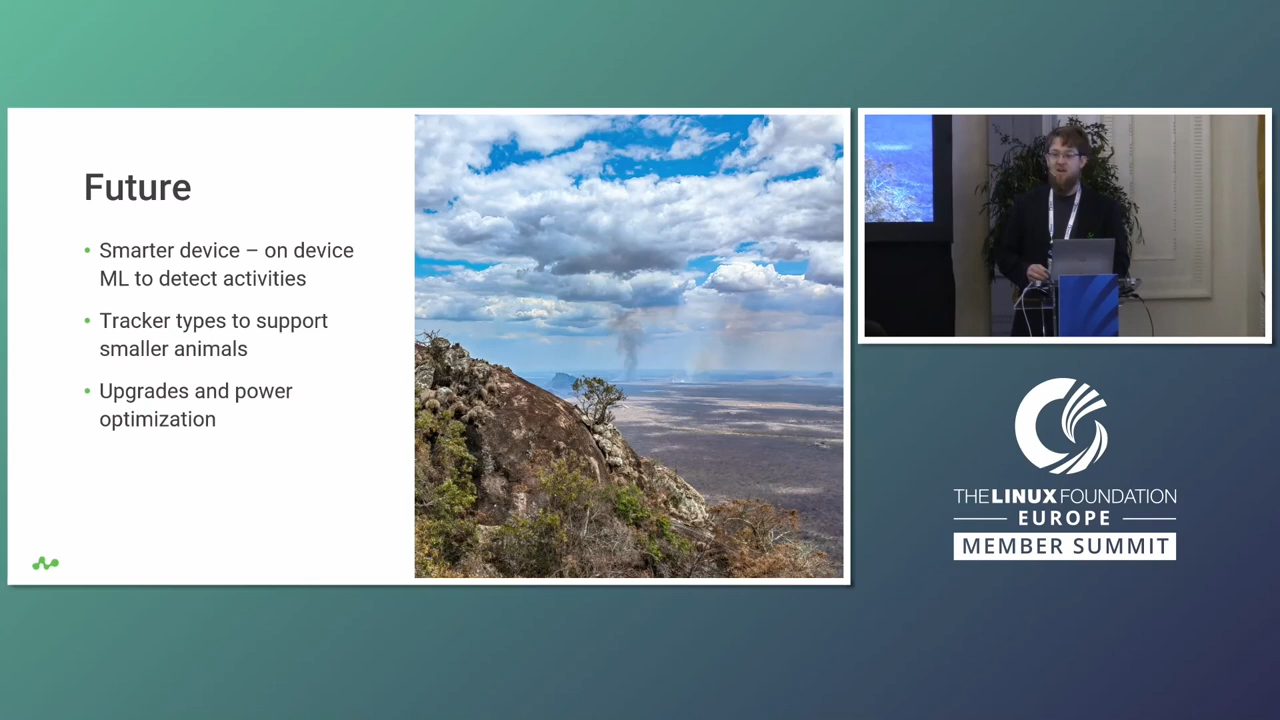 Future
• Smarter device – on device
ML to detect activities
• Tracker types to support
smaller animals
• Upgrades and power
optimization
THE LINUX FOUNDATION
EUROPE
MEMBER SUMMIT